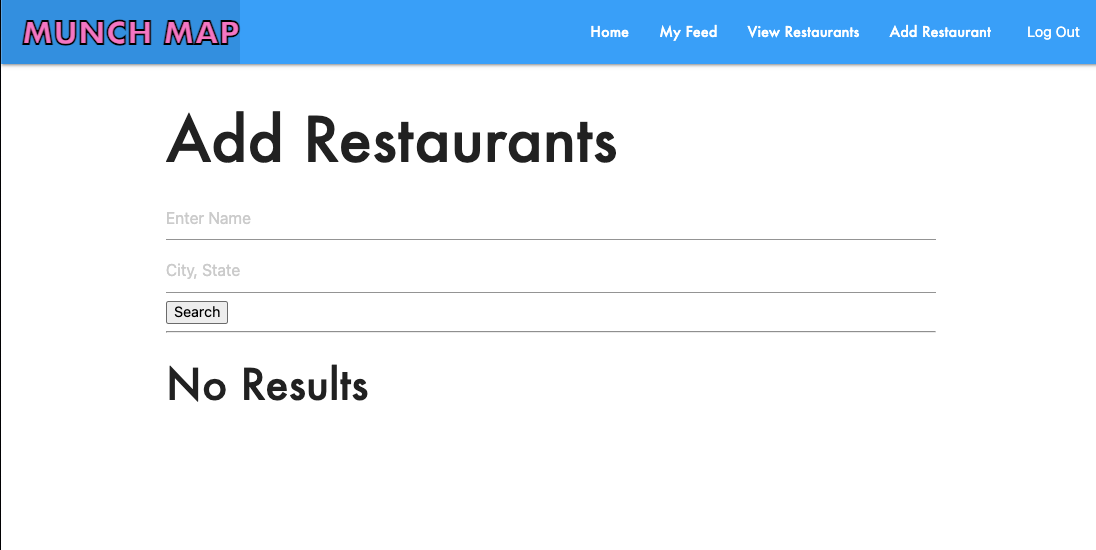 MUNCH MAP Home My Feed View Restaurants Add Restaurant Log Out
Add Restaurants
Enter Name
City, State
Search
No Results